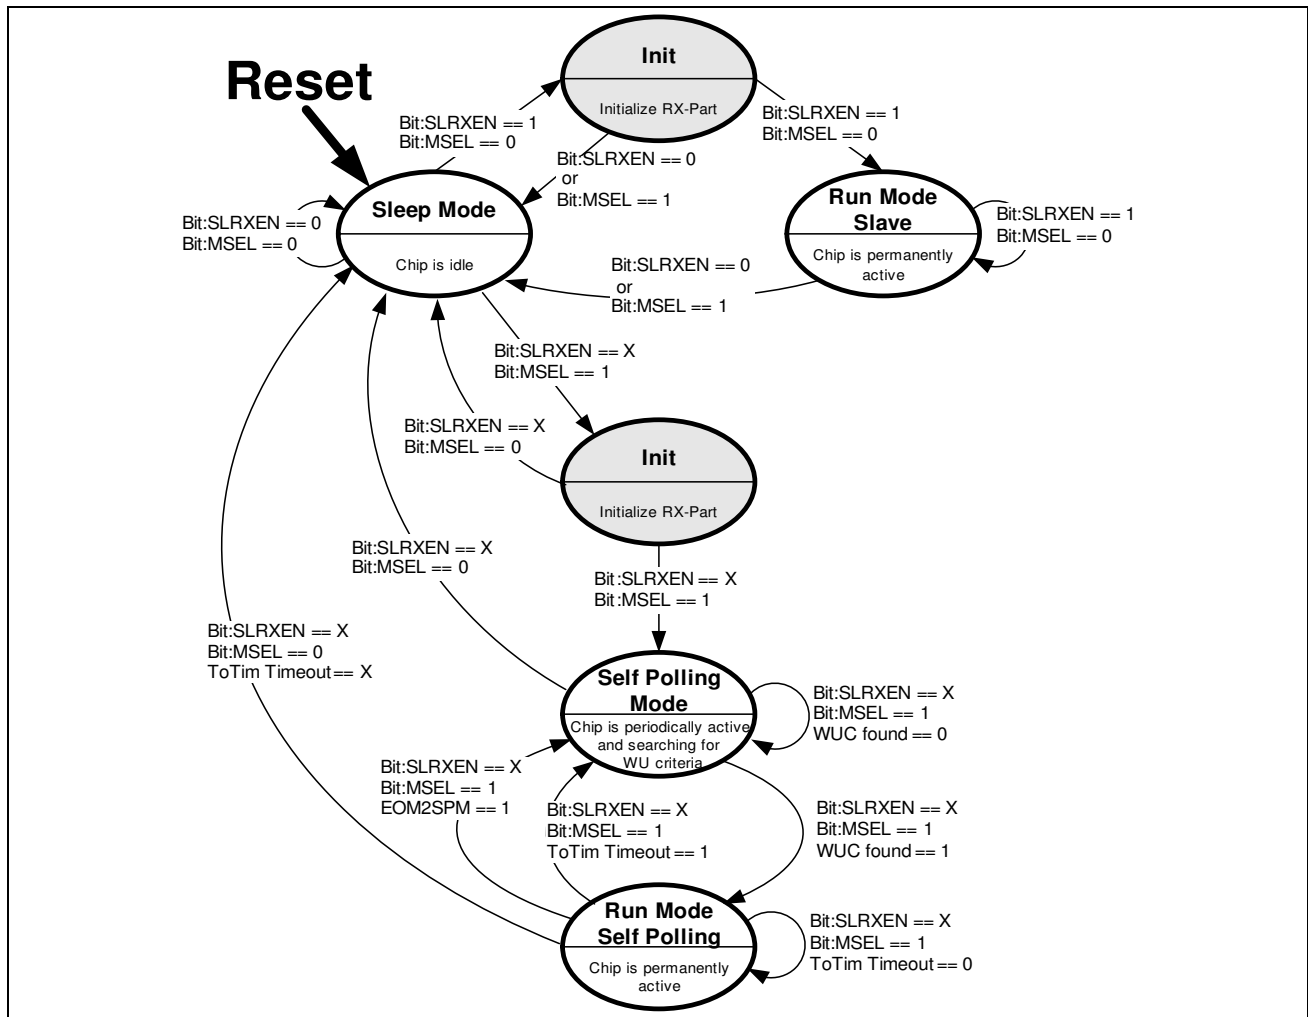 Init
Initialize RX-Part
Reset
Bit:SLRXEN == 1
Bit:MSEL == 0
Bit:SLRXEN == 1
Bit:MSEL == 0
Bit:SLRXEN == 0
or
Bit:MSEL == 1
Sleep Mode
Chip is idle
Bit:SLRXEN == 0
Bit:MSEL == 0
Run Mode
Slave
Chip is permanently
active
Bit:SLRXEN == 1
Bit:MSEL == 0
Bit:SLRXEN == 0
or
Bit:MSEL == 1
Bit:SLRXEN == X
Bit:MSEL == 1
Bit:SLRXEN == X
Bit:MSEL == 0
Init
Initialize RX-Part
Bit:SLRXEN == X
Bit:MSEL == 0
Bit:SLRXEN == X
Bit:MSEL == 1
Bit:SLRXEN == X
Bit:MSEL == 0
ToTim Timeout == X
Self Polling
Mode
Chip is periodically active
and searching for
WU criteria
Bit:SLRXEN == X
Bit:MSEL == 1
WUC found == 0
Bit:SLRXEN == X
Bit:MSEL == 1
EOM2SPM == 1
Bit:SLRXEN == X
Bit:MSEL == 1
ToTim Timeout == 1
Bit:SLRXEN == X
Bit:MSEL == 1
WUC found == 1
Run Mode
Self Polling
Chip is permanently
active
Bit:SLRXEN == X
Bit:MSEL == 1
ToTim Timeout == 0